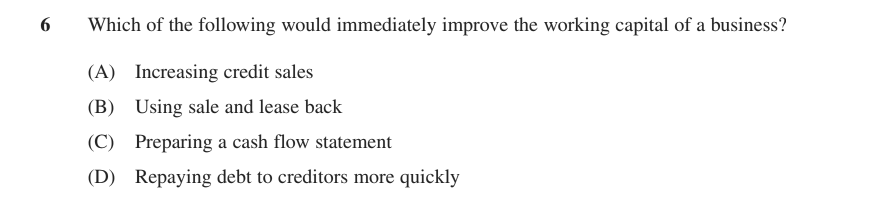 6 Which of the following would immediately improve the working capital of a business?
(A) Increasing credit sales
(B) Using sale and lease back
(C) Preparing a cash flow statement
(D) Repaying debt to creditors more quickly